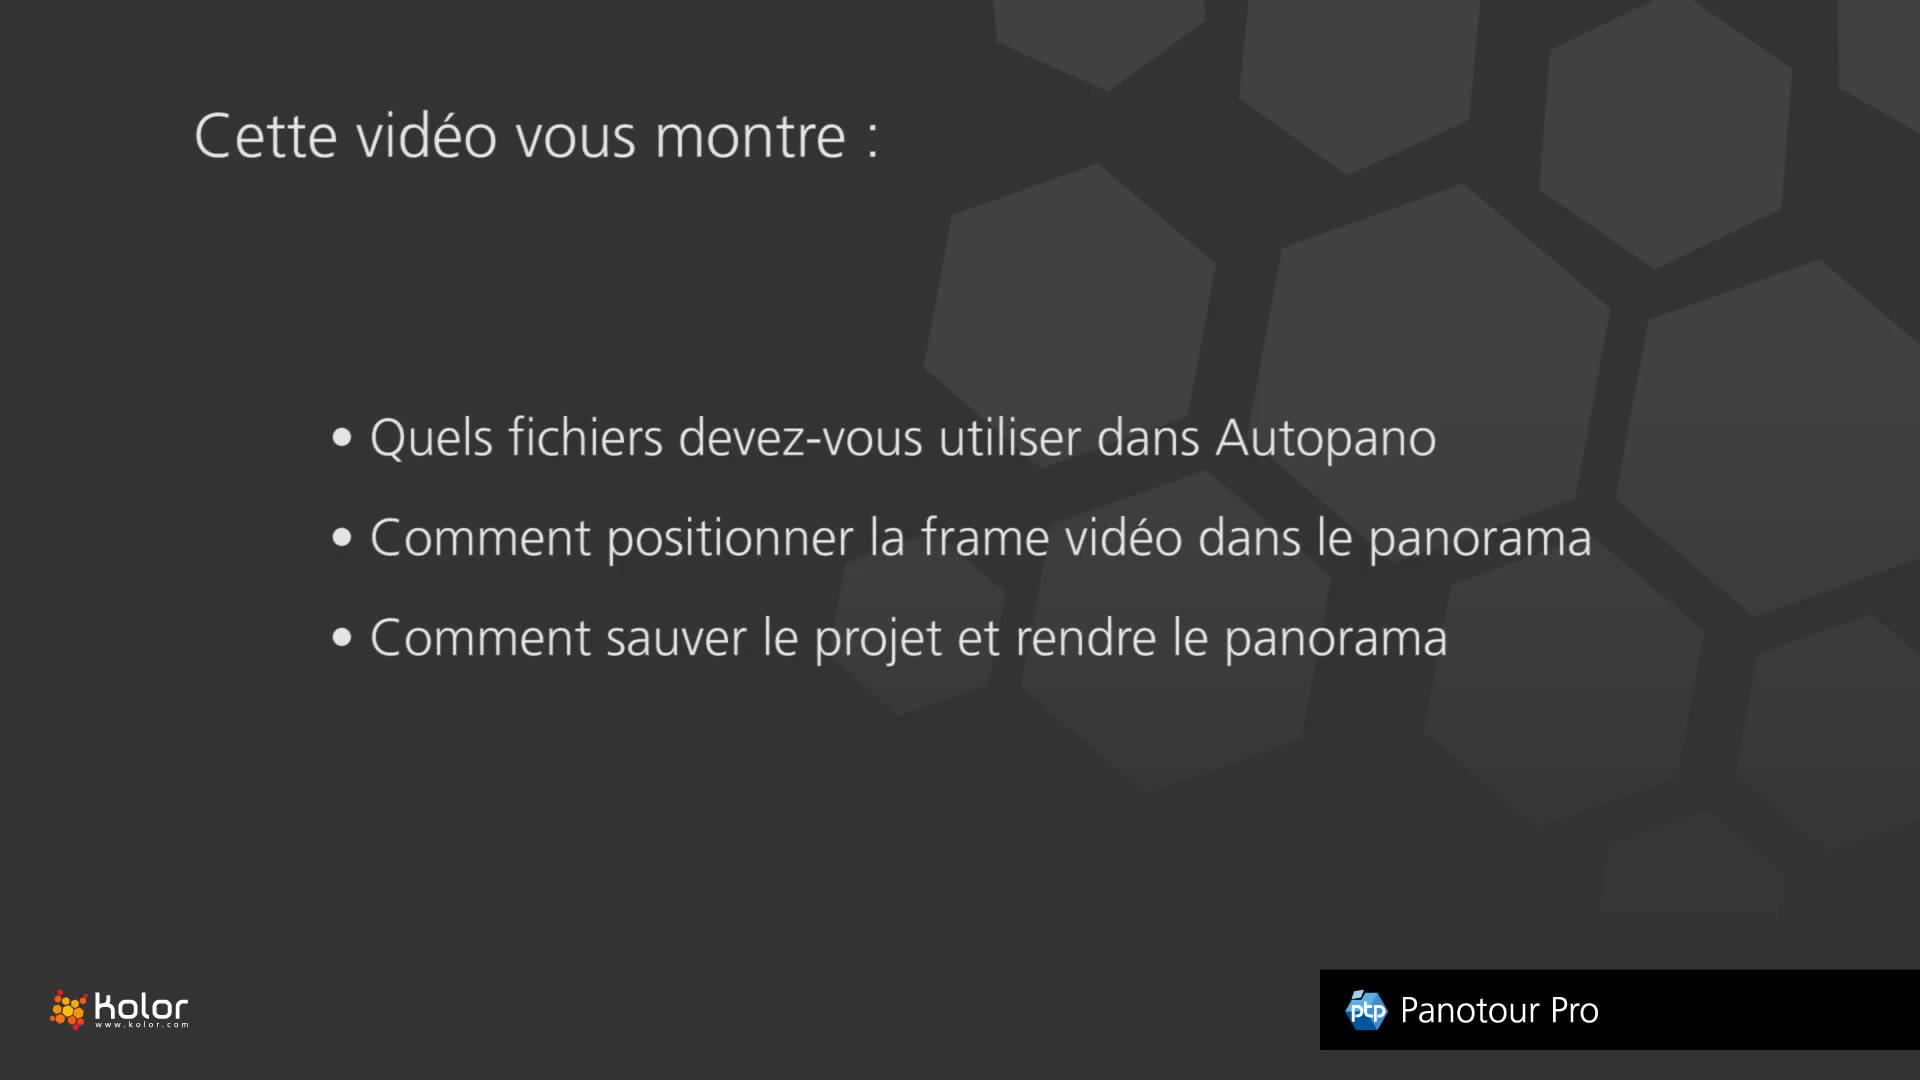 Cette vidéo vous montre :
• Quels fichiers devez-vous utiliser dans Autopano
• Comment positionner la frame vidéo dans le panorama
• Comment sauver le projet et rendre le panorama
kolor
www.kolor.com
ptp Panotour Pro